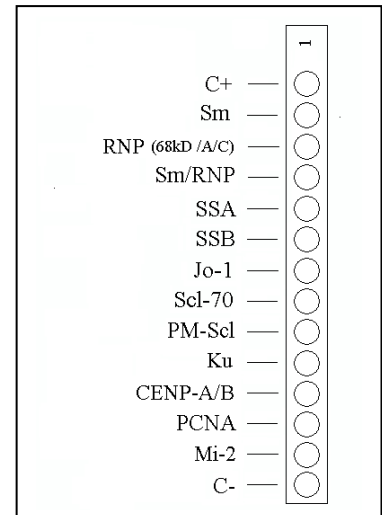 1
C+
Sm
RNP (68kD /A/C)
Sm/RNP
SSA
SSB
Jo-1
Scl-70
PM-Scl
Ku
CENP-A/B
PCNA
Mi-2
C-